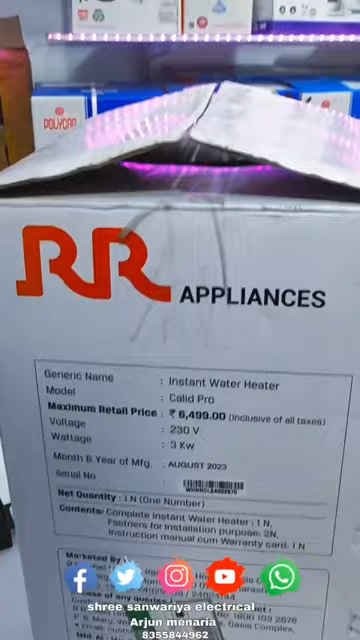 POLYCAB
RR APPLIANCES
Generic Name : Instant Water Heater
Model : Calid Pro
Maximum Retail Price : ₹ 6,499.00 (Inclusive of all taxes)
Voltage : 230 V
Wattage : 3 Kw
Month & Year of Mfg. : AUGUST 2023
Serial No :
Net Quantity : 1 N (One Number)
Contents: Complete Instant Water Heater : 1 N,
Fastners for Installation purpose: 2N,
Instruction manual cum Warranty card: 1 N
Marketed By
shree sanwariya electrical
Arjun menaria
8355844962